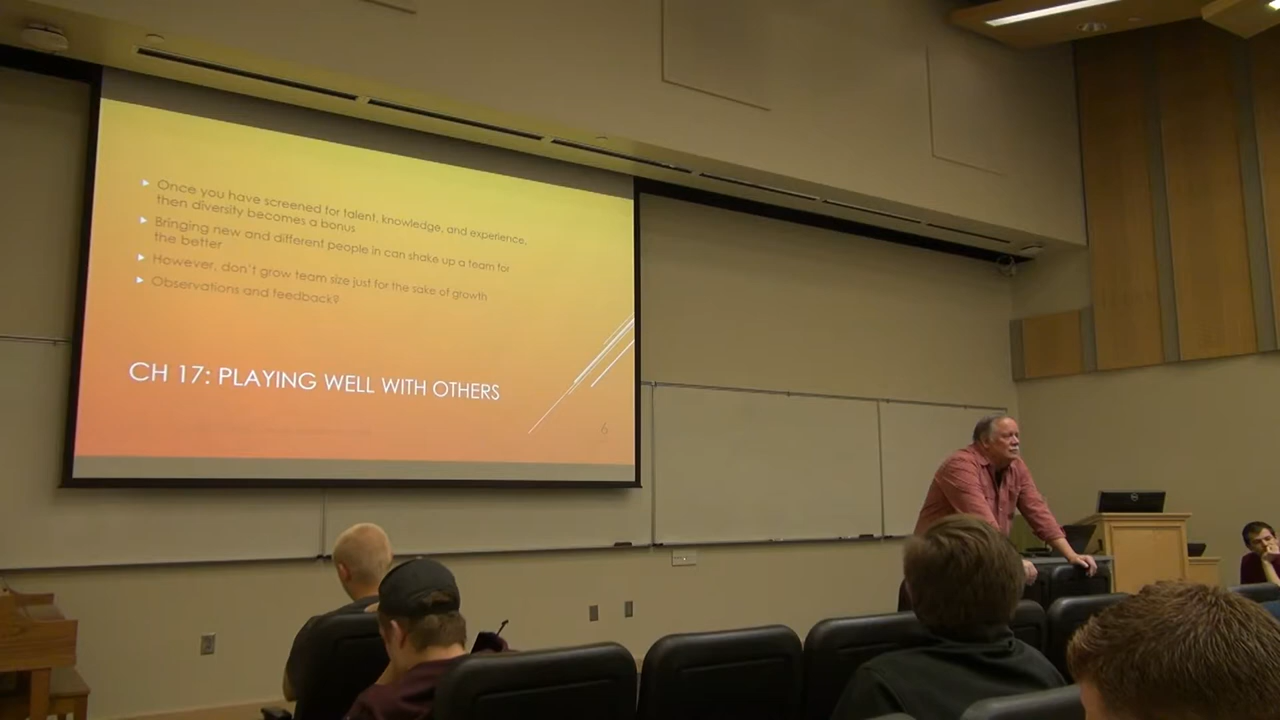 Once you have screened for talent, knowledge, and experience,
then diversity becomes a bonus
Bringing new and different people in can shake up a team for
the better
However, don't grow team size just for the sake of growth
Observations and feedback?
CH 17: PLAYING WELL WITH OTHERS
6